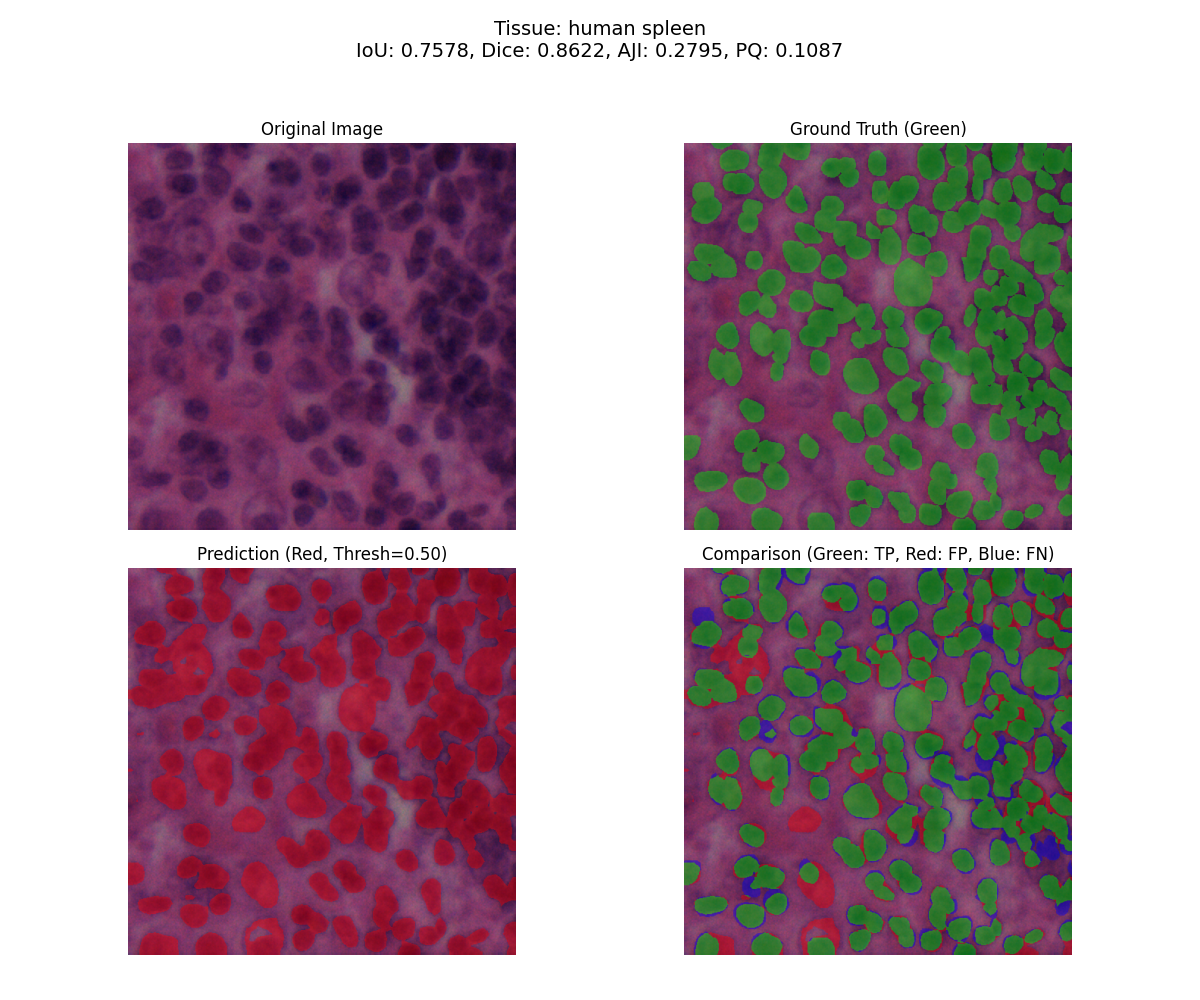 Tissue: human spleen
IoU: 0.7578, Dice: 0.8622, AJI: 0.2795, PQ: 0.1087
Original Image
Ground Truth (Green)
Prediction (Red, Thresh=0.50)
Comparison (Green: TP, Red: FP, Blue: FN)